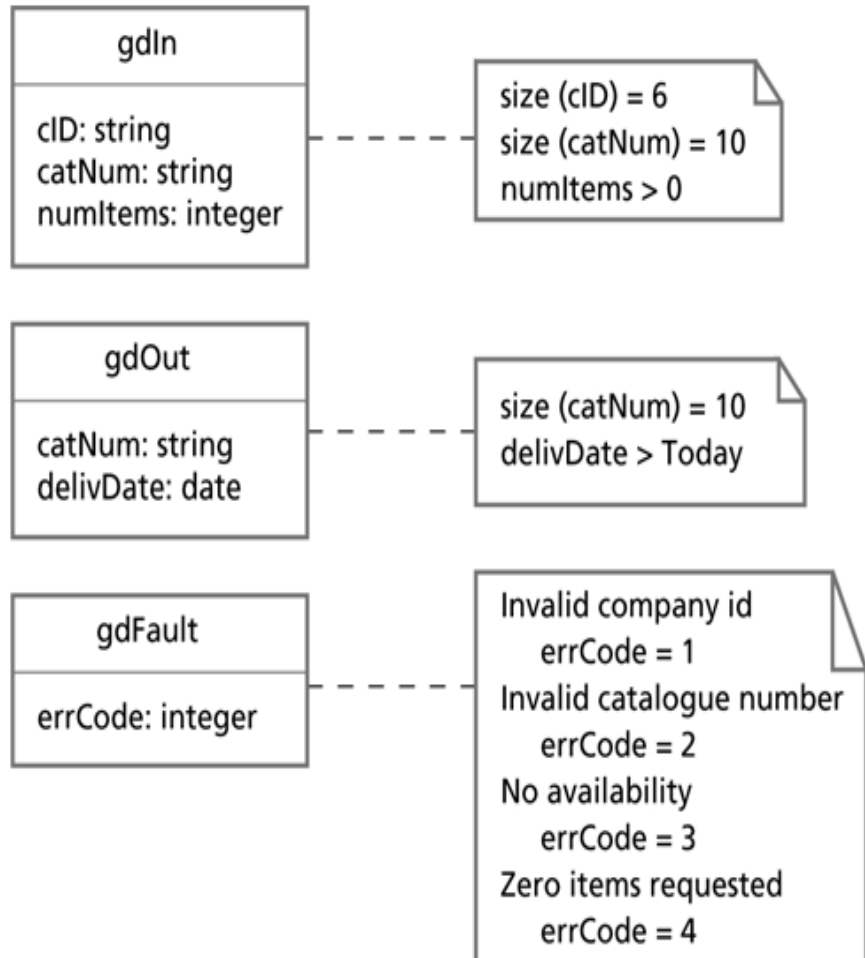 gdIn
cID: string
catNum: string
numItems: integer
size (cID) = 6
size (catNum) = 10
numItems > 0
gdOut
catNum: string
delivDate: date
size (catNum) = 10
delivDate > Today
gdFault
errCode: integer
Invalid company id
errCode = 1
Invalid catalogue number
errCode = 2
No availability
errCode = 3
Zero items requested
errCode = 4